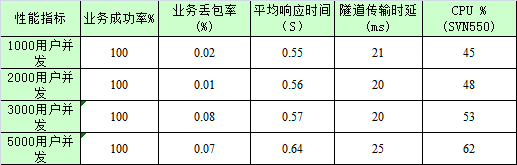 性能指标 业务成功率% 业务丢包率(%) 平均响应时间(S) 隧道传输时延(ms) CPU %(SVN550)
1000用户并发 100 0.02 0.55 21 45
2000用户并发 100 0.01 0.56 20 48
3000用户并发 100 0.08 0.57 20 53
5000用户并发 100 0.07 0.64 25 62